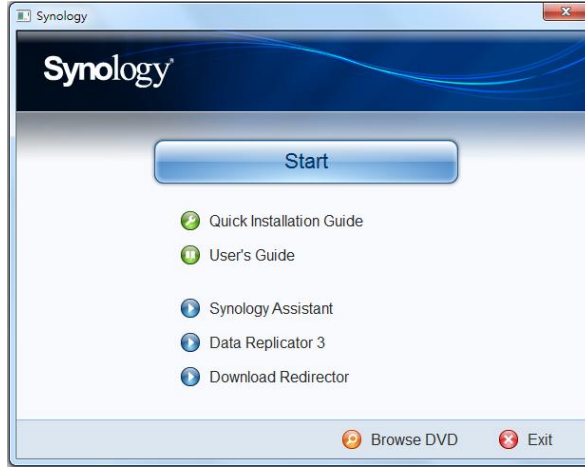 Synology
Synology
Start
Quick Installation Guide
User's Guide
Synology Assistant
Data Replicator 3
Download Redirector
Browse DVD
Exit